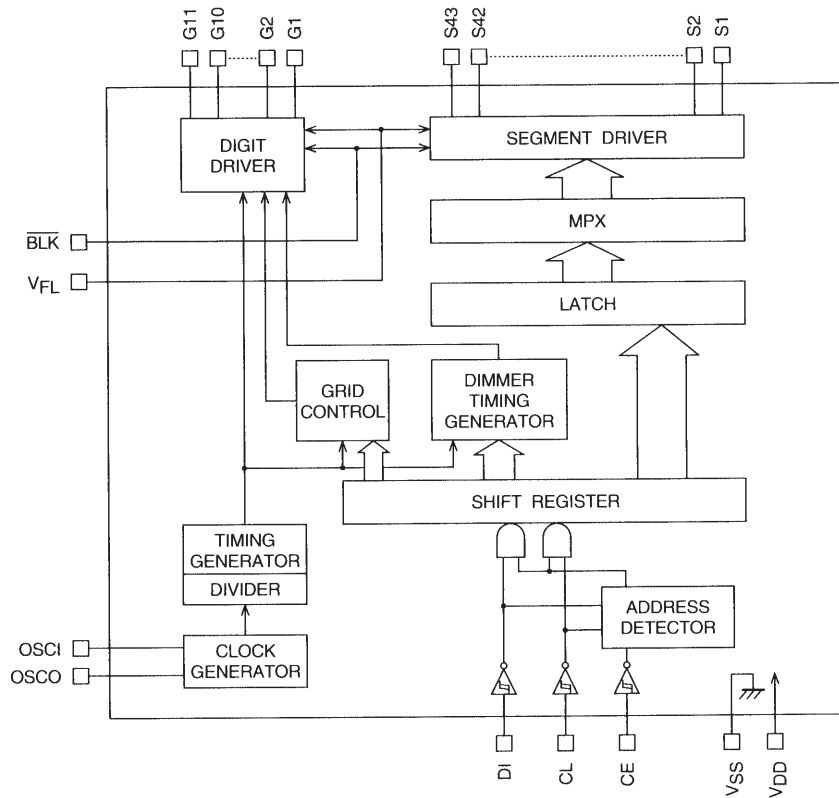 G11
G10
G2
G1
S43
S42
S2
S1
DIGIT
DRIVER
SEGMENT DRIVER
MPX
BLK
VFL
LATCH
GRID
CONTROL
DIMMER
TIMING
GENERATOR
SHIFT REGISTER
TIMING
GENERATOR
DIVIDER
ADDRESS
DETECTOR
OSCI
OSCO
CLOCK
GENERATOR
DI
CL
CE
VSS
VDD